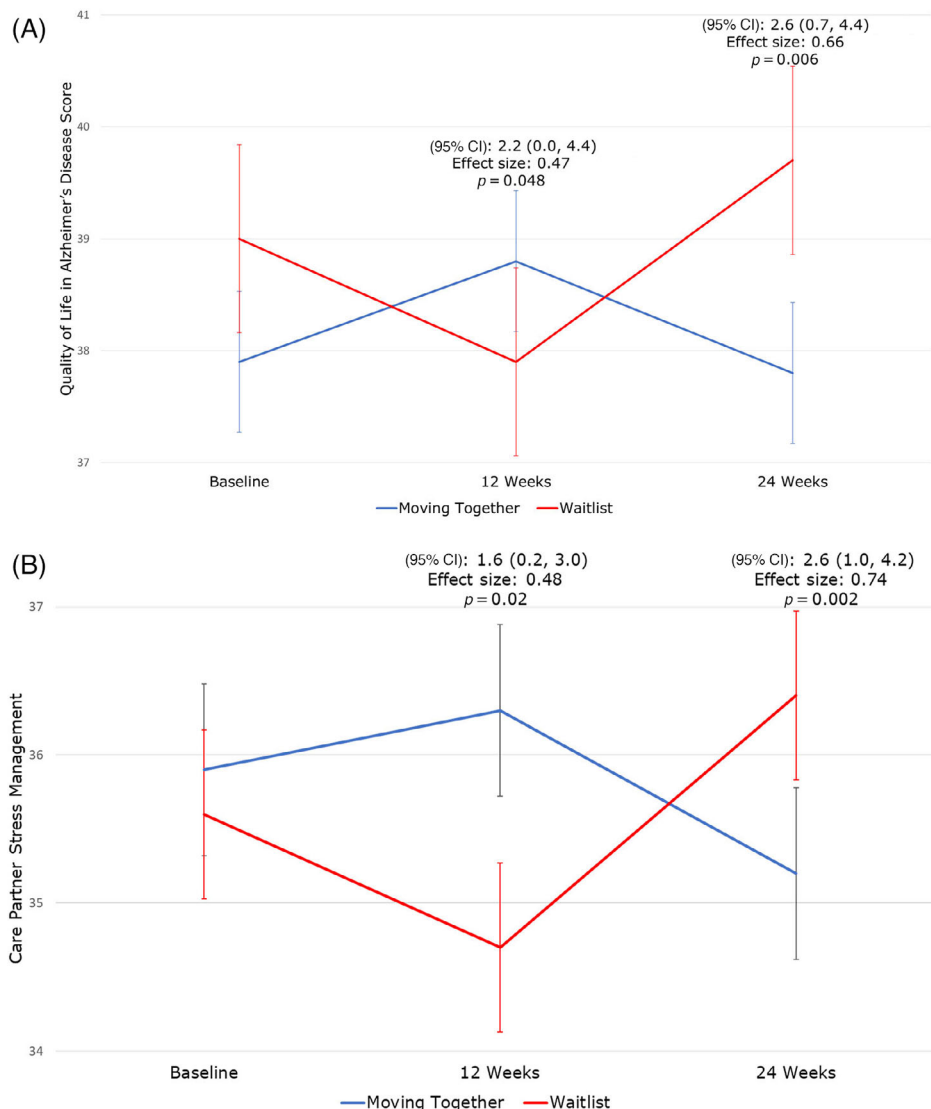 (A)
41
40
39
38
37
Quality of Life in Alzheimer's Disease Score
(95% CI): 2.2 (0.0, 4.4)
Effect size: 0.47
p = 0.048
(95% CI): 2.6 (0.7, 4.4)
Effect size: 0.66
p = 0.006
Baseline
12 Weeks
24 Weeks
Moving Together
Waitlist
(B)
37
36
35
34
Care Partner Stress Management
(95% CI): 1.6 (0.2, 3.0)
Effect size: 0.48
p = 0.02
(95% CI): 2.6 (1.0, 4.2)
Effect size: 0.74
p = 0.002
Baseline
12 Weeks
24 Weeks
Moving Together
Waitlist